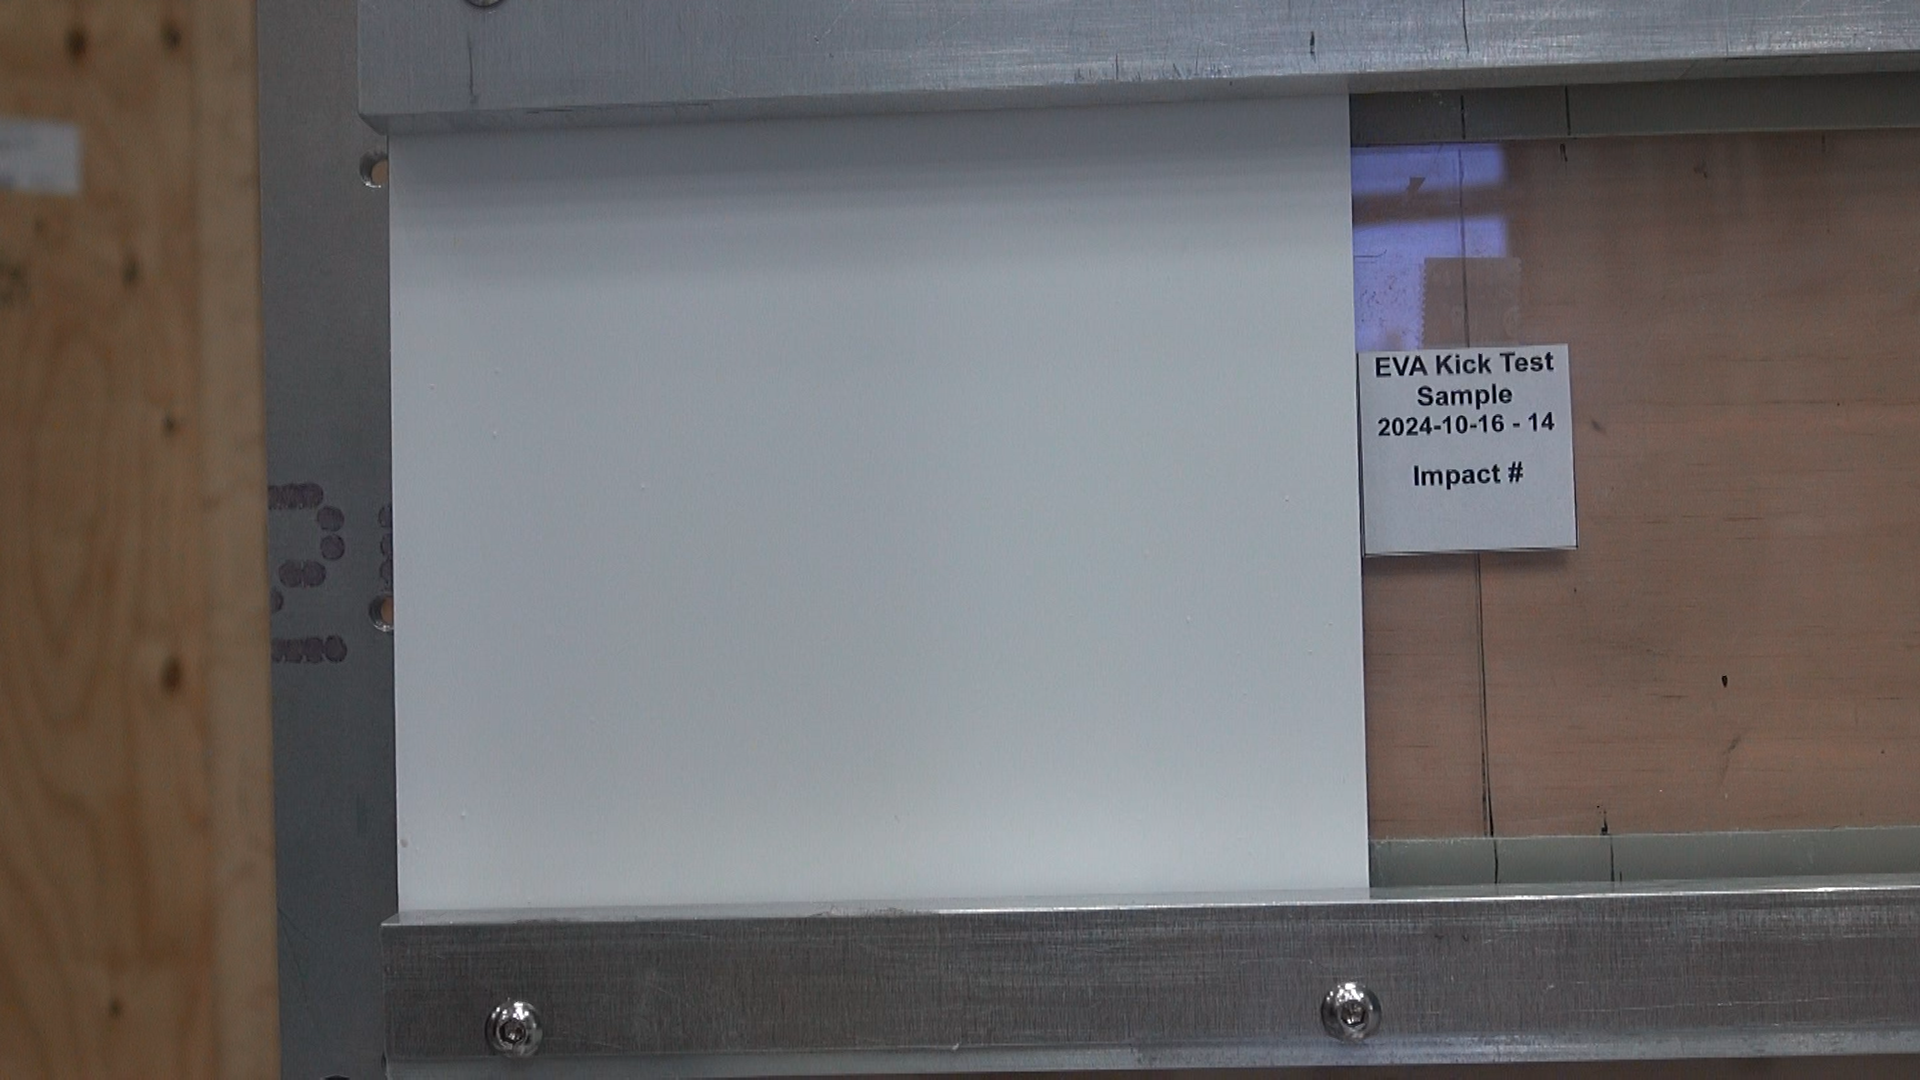 EVA Kick Test
Sample
2024-10-16 - 14
Impact #